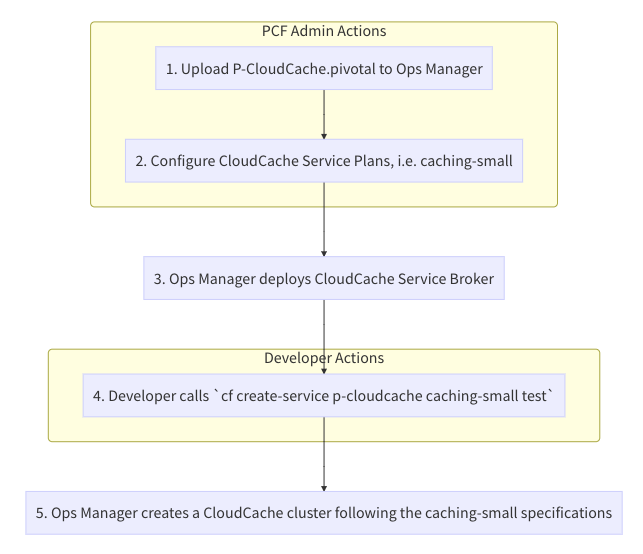 PCF Admin Actions
1. Upload P-CloudCache.pivotal to Ops Manager
2. Configure CloudCache Service Plans, i.e. caching-small
3. Ops Manager deploys CloudCache Service Broker
Developer Actions
4. Developer calls `cf create-service p-cloudcache caching-small test`
5. Ops Manager creates a CloudCache cluster following the caching-small specifications